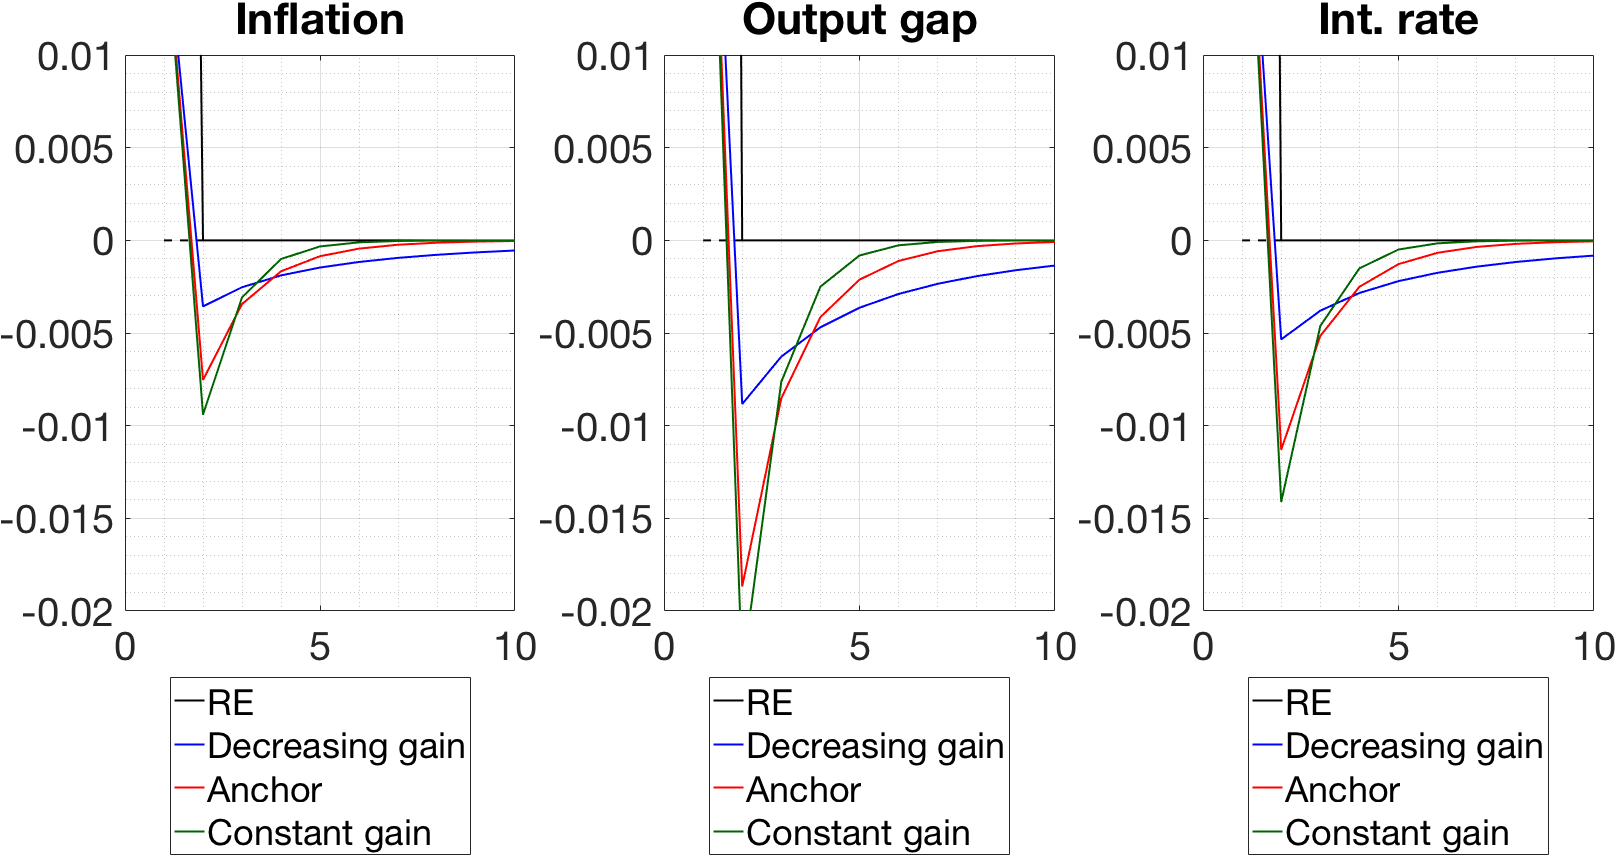 Inflation
0.01
0.005
0
-0.005
-0.01
-0.015
-0.02
0 5 10
RE
Decreasing gain
Anchor
Constant gain
Output gap
0.01
0.005
0
-0.005
-0.01
-0.015
-0.02
0 5 10
RE
Decreasing gain
Anchor
Constant gain
Int. rate
0.01
0.005
0
-0.005
-0.01
-0.015
-0.02
0 5 10
RE
Decreasing gain
Anchor
Constant gain